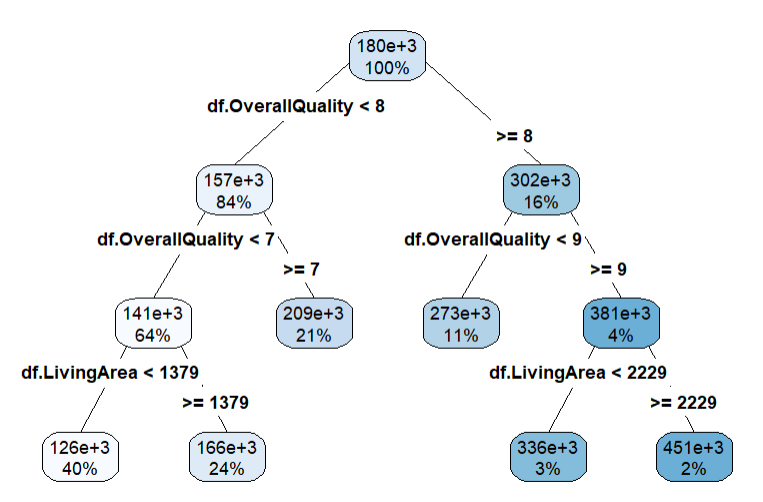 180e+3
100%
df.OverallQuality < 8
>= 8
157e+3
84%
302e+3
16%
df.OverallQuality < 7
>= 7
df.OverallQuality < 9
>= 9
141e+3
64%
209e+3
21%
273e+3
11%
381e+3
4%
df.LivingArea < 1379
>= 1379
df.LivingArea < 2229
>= 2229
126e+3
40%
166e+3
24%
336e+3
3%
451e+3
2%